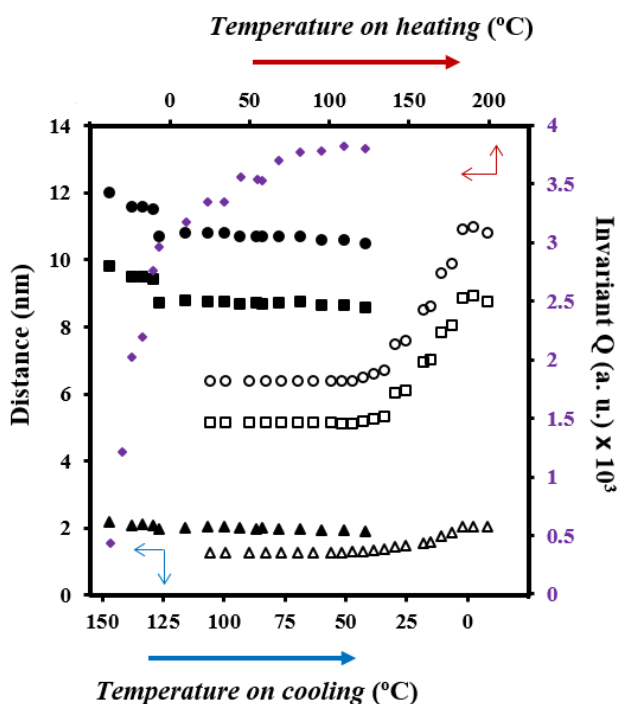 Temperature on heating (ºC)
0 50 100 150 200
14
12
10
8
6
4
2
0
Distance (nm)
4
3.5
3
2.5
2
1.5
1
0.5
0
Invariant Q (a. u.) x 10³
150 125 100 75 50 25 0
Temperature on cooling (ºC)